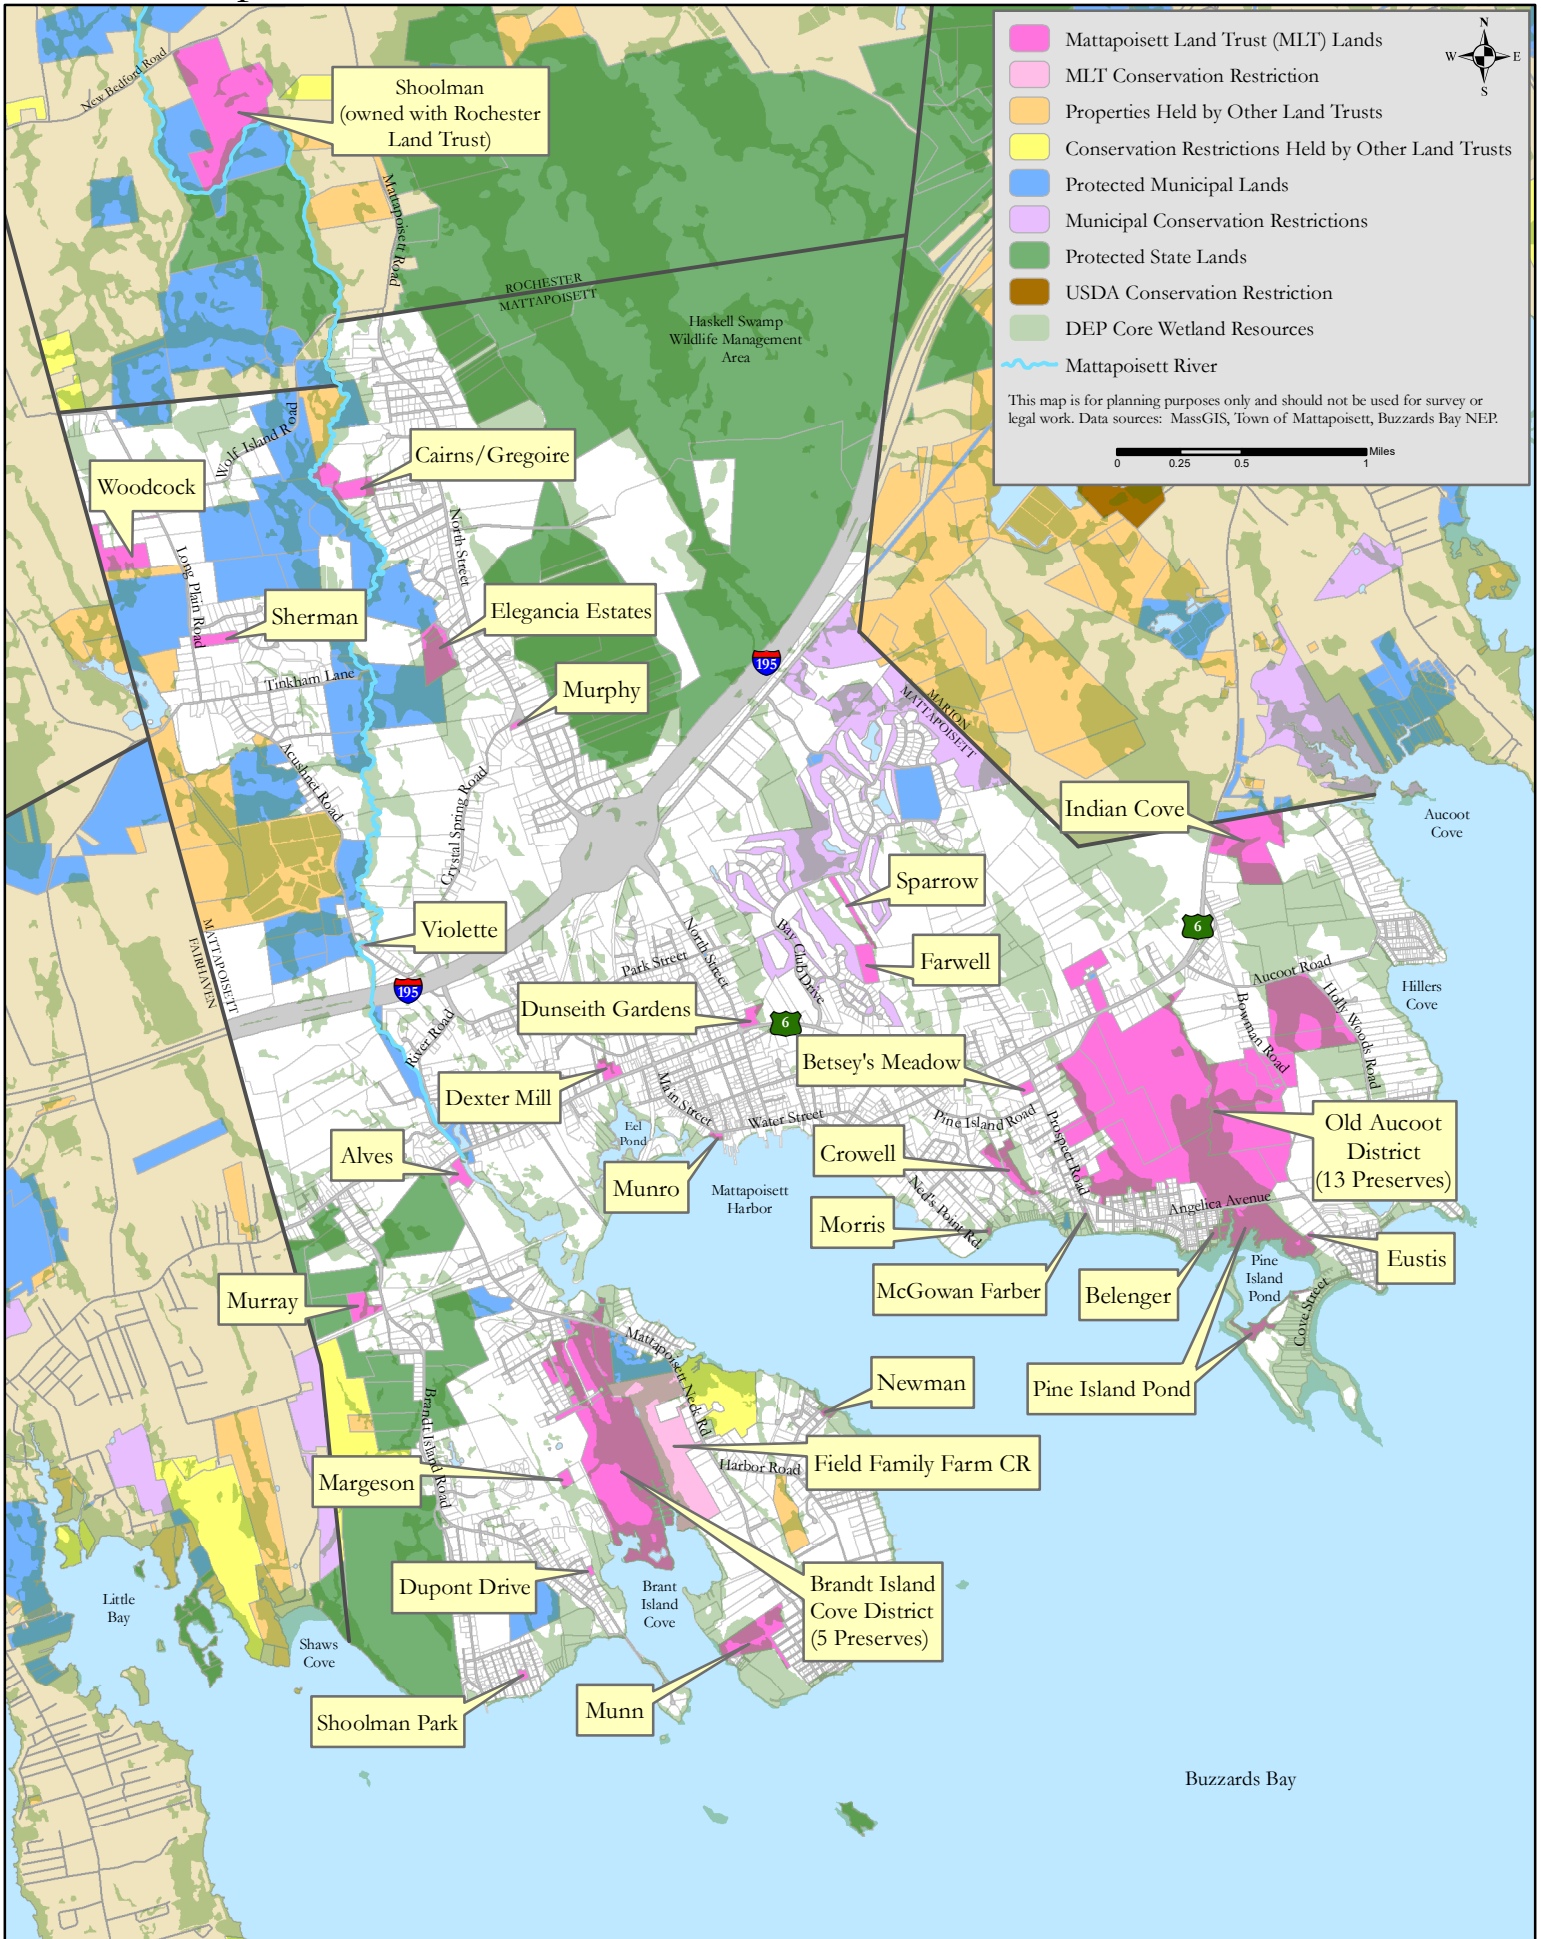 Mattapoisett Land Trust (MLT) Lands
MLT Conservation Restriction
Properties Held by Other Land Trusts
Conservation Restrictions Held by Other Land Trusts
Protected Municipal Lands
Municipal Conservation Restrictions
Protected State Lands
USDA Conservation Restriction
DEP Core Wetland Resources
Mattapoisett River
This map is for planning purposes only and should not be used for survey or
legal work. Data sources: MassGIS, Town of Mattapoisett, Buzzards Bay NEP.
0 0.25 0.5 1 Miles
N
W E
S
New Bedford Road
Shoolman
(owned with Rochester
Land Trust)
Mattapoisett Road
ROCHESTER
MATTAPOISETT
Haskell Swamp
Wildlife Management
Area
Wolf Island Road
Cairns/Gregoire
Woodcock
North Street
Long Plain Road
Sherman
Elegancia Estates
195
Tinkham Lane
Murphy
MARION
MATTAPOISETT
Acushnet Road
Crystal Spring Road
Indian Cove
Aucoot
Cove
Sparrow
Violette
MATTAPOISETT
FAIRHAVEN
North Street
Park Street
Bay Club Drive
Farwell
6
Aucoot Road
Hillers
Cove
195
Dunseith Gardens
6
Bowman Road
Holly Woods Road
River Road
Betsey's Meadow
Dexter Mill
Main Street
Water Street
Eel
Pond
Pine Island Road
Prospect Road
Old Aucoot
District
(13 Preserves)
Alves
Crowell
Munro
Mattapoisett
Harbor
Ned's Point Rd.
Morris
Angelica Avenue
Eustis
McGowan Farber
Belenger
Pine
Island
Pond
Cove Street
Murray
Mattapoisett Neck Rd
Pine Island Pond
Newman
Brandt Island Road
Field Family Farm CR
Harbor Road
Margeson
Dupont Drive
Brandt Island
Cove District
(5 Preserves)
Brant
Island
Cove
Little
Bay
Shaws
Cove
Munn
Shoolman Park
Buzzards Bay